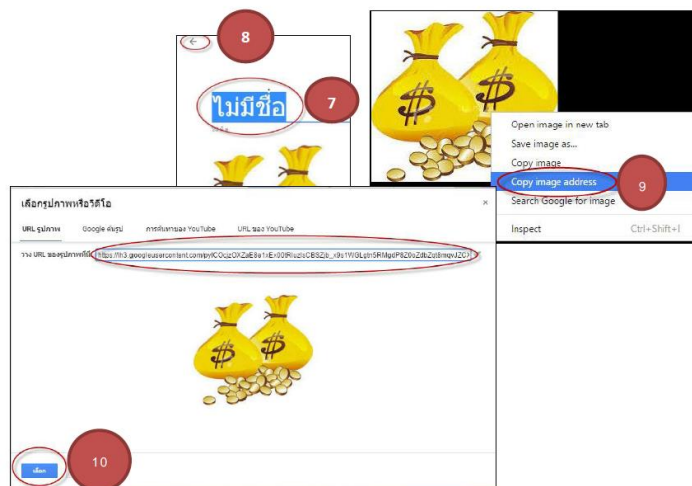 8
7
ไม่มีชื่อ
Open image in new tab
Save image as...
Copy image
Copy image address
9
Search Google for image
Inspect Ctrl+Shift+I
เลือกรูปภาพหรือวิดีโอ ×
URL รูปภาพ Google ค้นรูป การค้นหาของ YouTube URL ของ YouTube
วาง URL ของรูปภาพที่นี่
เลือก
10